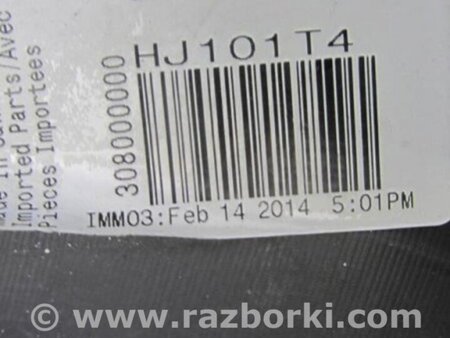 HJ101T4
308000000
Imported Parts/Avec
Pieces Importees
IMM03:Feb 14 2014 5:01PM
© www.razborki.com